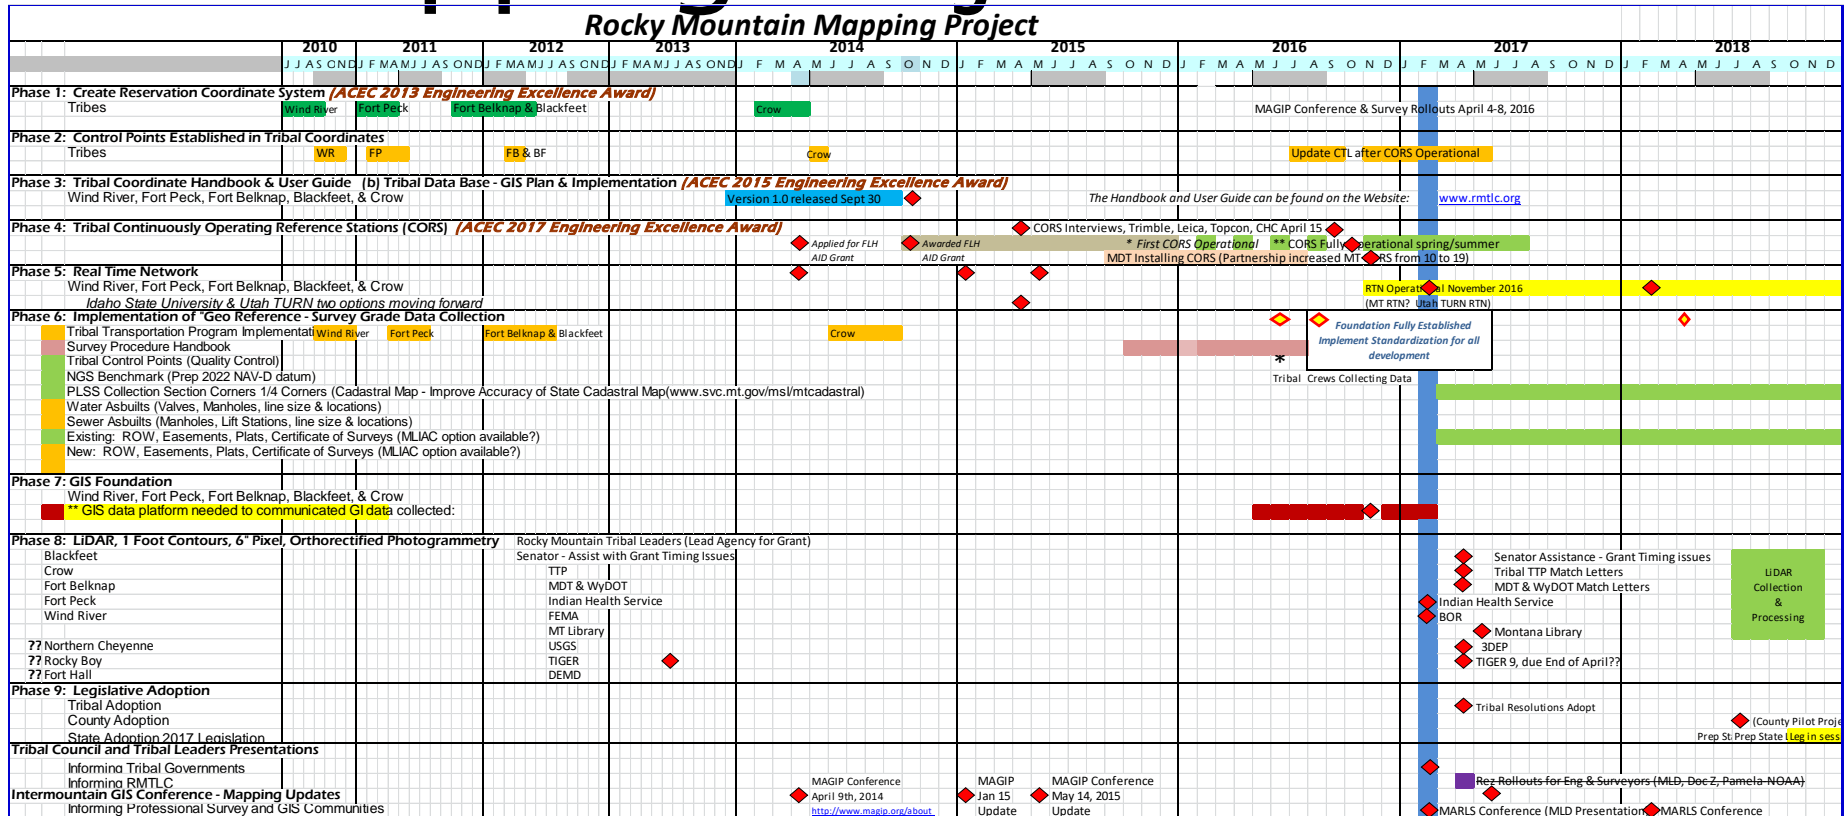 Rocky Mountain Mapping Project
2010 2011 2012 2013 2014 2015 2016 2017 2018
J J A S O N D J F M A M J J A S O N D J F M A M J J A S O N D J F M A M J J A S O N D J F M A M J J A S O N D J F M A M J J A S O N D J F M A M J J A S O N D J F M A M J J A S O N D J F M A M J J A S O N D
Phase 1: Create Reservation Coordinate System (ACEC 2013 Engineering Excellence Award)
Tribes Wind River Fort Peck Fort Belknap & Blackfeet Crow MAGIP Conference & Survey Rollouts April 4-8, 2016
Phase 2: Control Points Established in Tribal Coordinates
Tribes WR FP FB & BF Crow Update CTL after CORS Operational
Phase 3: Tribal Coordinate Handbook & User Guide (b) Tribal Data Base - GIS Plan & Implementation (ACEC 2015 Engineering Excellence Award)
Wind River, Fort Peck, Fort Belknap, Blackfeet, & Crow Version 1.0 released Sept 30 The Handbook and User Guide can be found on the Website: www.rmtlc.org
Phase 4: Tribal Continuously Operating Reference Stations (CORS) (ACEC 2017 Engineering Excellence Award) CORS Interviews, Trimble, Leica, Topcon, CHC April 15
Applied for FLH Awarded FLH * First CORS Operational ** CORS Fully operational spring/summer
AID Grant AID Grant MDT Installing CORS (Partnership increased MT CORS from 10 to 19)
Phase 5: Real Time Network
Wind River, Fort Peck, Fort Belknap, Blackfeet, & Crow RTN Operational November 2016
Idaho State University & Utah TURN two options moving forward (MT RTN? Utah TURN RTN)
Phase 6: Implementation of "Geo Reference - Survey Grade Data Collection
Tribal Transportation Program Implementati Wind River Fort Peck Fort Belknap & Blackfeet Crow Foundation Fully Established
Survey Procedure Handbook Implement Standardization for all
Tribal Control Points (Quality Control) * development
NGS Benchmark (Prep 2022 NAV-D datum) Tribal Crews Collecting Data
PLSS Collection Section Corners 1/4 Corners (Cadastral Map - Improve Accuracy of State Cadastral Map(www.svc.mt.gov/msl/mtcadastral)
Water Asbuilts (Valves, Manholes, line size & locations)
Sewer Asbuilts (Manholes, Lift Stations, line size & locations)
Existing: ROW, Easements, Plats, Certificate of Surveys (MLIAC option available?)
New: ROW, Easements, Plats, Certificate of Surveys (MLIAC option available?)
Phase 7: GIS Foundation
Wind River, Fort Peck, Fort Belknap, Blackfeet, & Crow
** GIS data platform needed to communicated GI data collected:
Phase 8: LiDAR, 1 Foot Contours, 6" Pixel, Orthorectified Photogrammetry Rocky Mountain Tribal Leaders (Lead Agency for Grant)
Blackfeet Senator - Assist with Grant Timing Issues Senator Assistance - Grant Timing issues
Crow TTP Tribal TTP Match Letters LiDAR
Fort Belknap MDT & WyDOT MDT & WyDOT Match Letters Collection
Fort Peck Indian Health Service Indian Health Service &
Wind River FEMA BOR Processing
MT Library Montana Library
?? Northern Cheyenne USGS 3DEP
?? Rocky Boy TIGER TIGER 9, due End of April??
?? Fort Hall DEMD
Phase 9: Legislative Adoption
Tribal Adoption Tribal Resolutions Adopt
County Adoption (County Pilot Proje
State Adoption 2017 Legislation Prep St Prep State L Leg in sess
Tribal Council and Tribal Leaders Presentations
Informing Tribal Governments
Informing RMTLC MAGIP Conference MAGIP MAGIP Conference Rez Rollouts for Eng & Surveyors (MLD, Doc Z, Pamela-NOAA)
Intermountain GIS Conference - Mapping Updates April 9th, 2014 Jan 15 May 14, 2015
Informing Professional Survey and GIS Communities http://www.magip.org/about Update Update MARLS Conference (MLD Presentation MARLS Conference